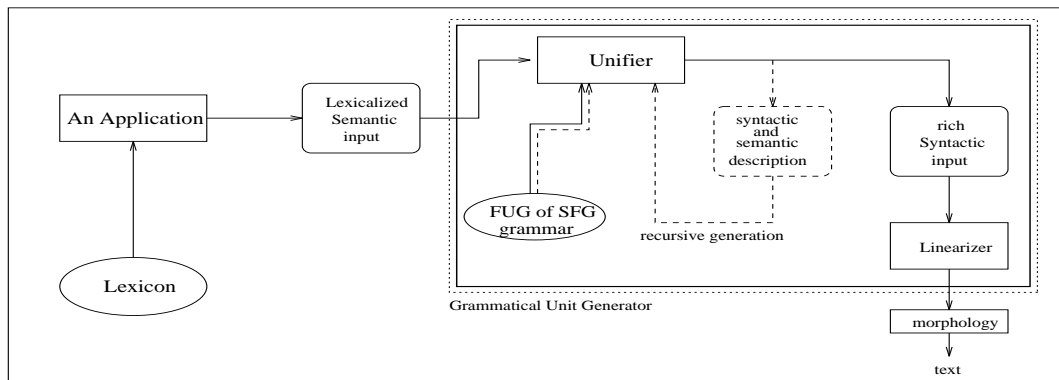 An Application
Lexicon
Lexicalized
Semantic
input
Unifier
FUG of SFG
grammar
syntactic
and
semantic
description
recursive generation
rich
Syntactic
input
Linearizer
Grammatical Unit Generator
morphology
text